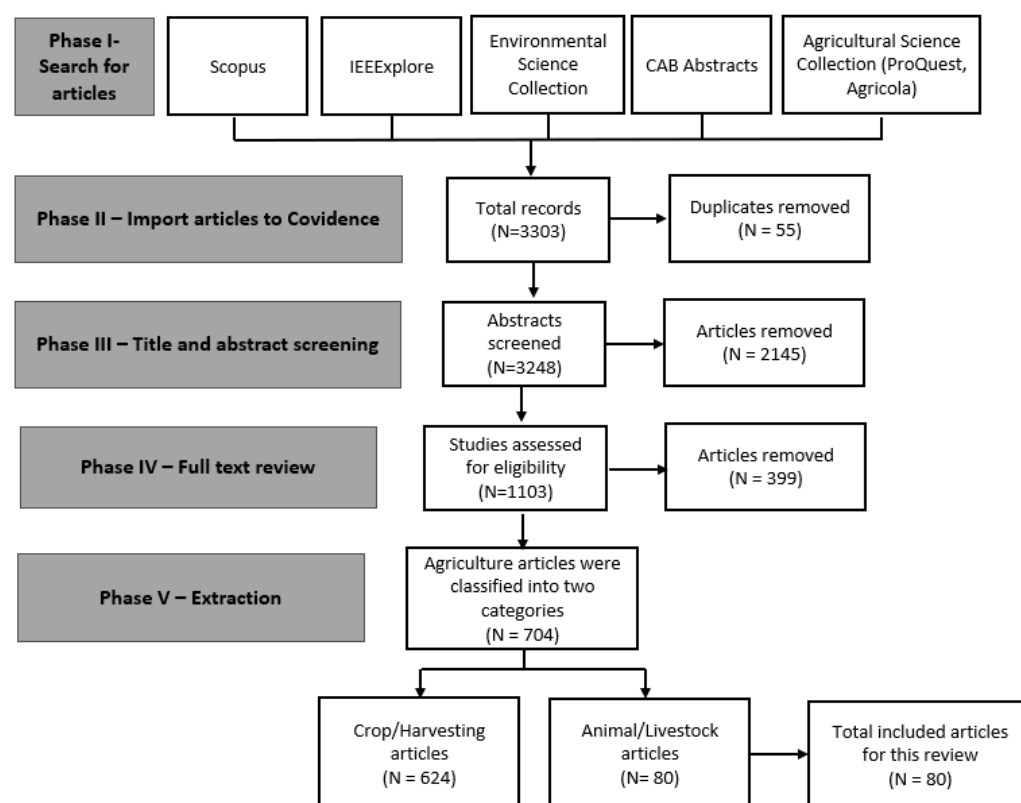 Phase I-
Search for
articles
Scopus
IEEExplore
Environmental
Science
Collection
CAB Abstracts
Agricultural Science
Collection (ProQuest,
Agricola)
Phase II – Import articles to Covidence
Total records
(N=3303)
Duplicates removed
(N = 55)
Phase III – Title and abstract screening
Abstracts
screened
(N=3248)
Articles removed
(N = 2145)
Phase IV – Full text review
Studies assessed
for eligibility
(N=1103)
Articles removed
(N = 399)
Phase V – Extraction
Agriculture articles were
classified into two
categories
(N = 704)
Crop/Harvesting
articles
(N = 624)
Animal/Livestock
articles
(N= 80)
Total included articles
for this review
(N = 80)